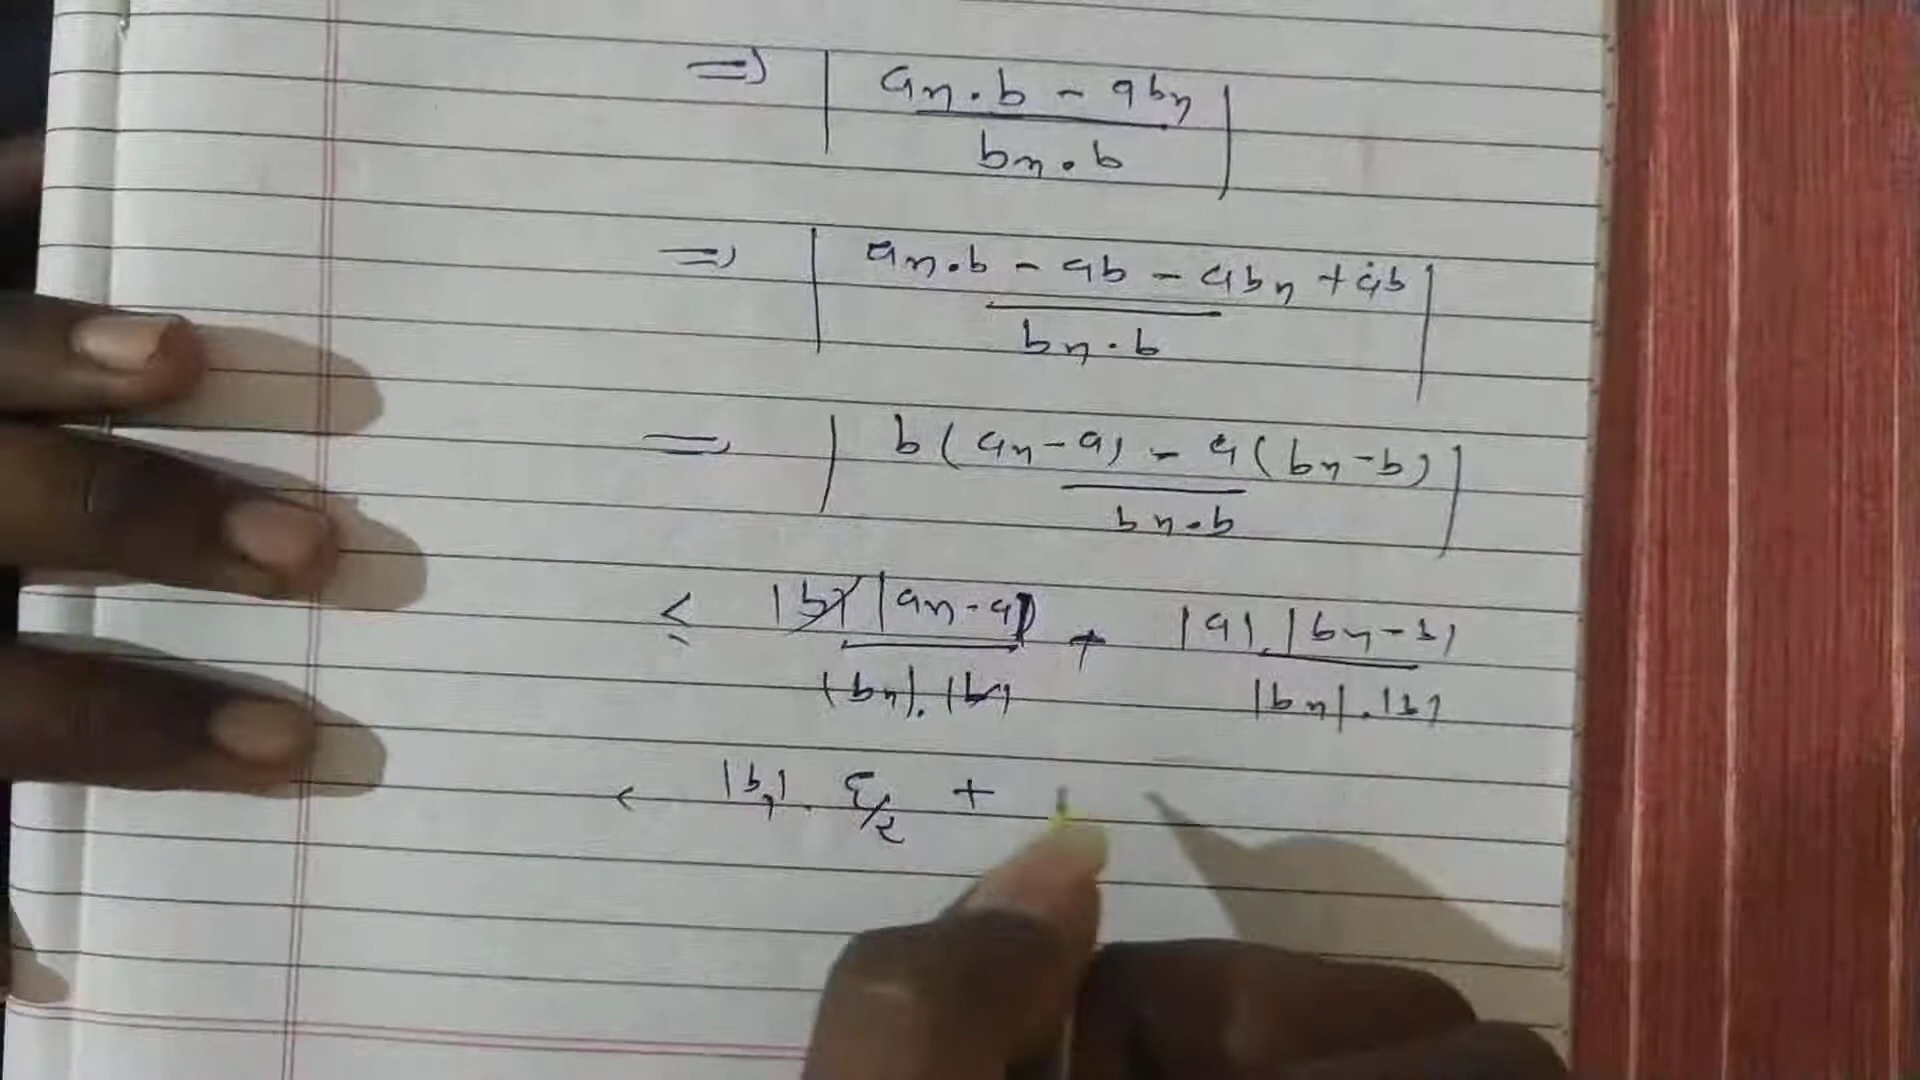 => | (an.b - abn) / (bn.b) |
=> | (an.b - ab - abn + ab) / (bn.b) |
=> | (b(an-a) - a(bn-b)) / (bn.b) |
≤ |b| |an-a| / |bn|.|b| + |a|.|bn-b| / |bn|.|b|
< . ε/2 +